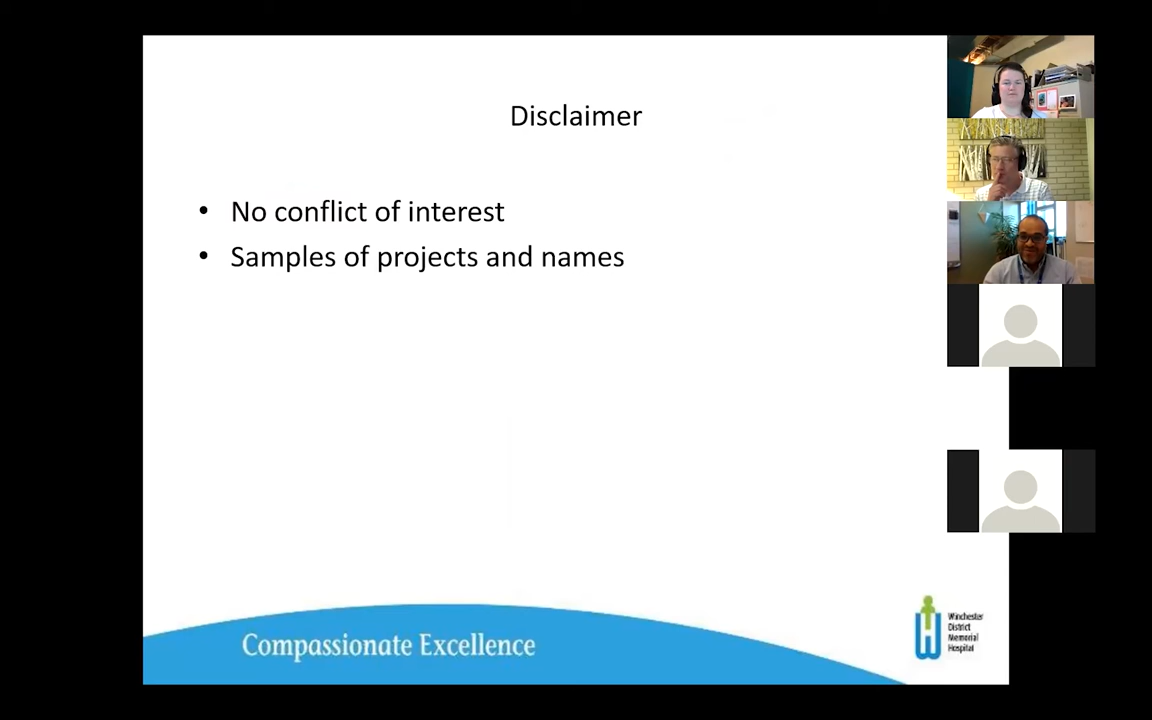 Disclaimer
• No conflict of interest
• Samples of projects and names
Compassionate Excellence
Winchester
District
Memorial
Hospital